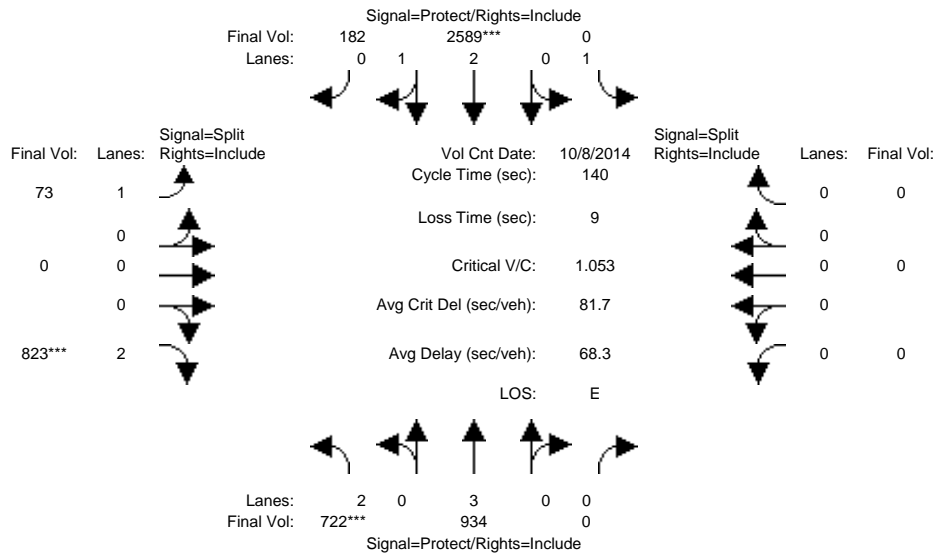 Signal=Protect/Rights=Include
Final Vol: 182 2589*** 0
Lanes: 0 1 2 0 1
Signal=Split
Final Vol: Lanes: Rights=Include
Vol Cnt Date: 10/8/2014
Signal=Split
Rights=Include Lanes: Final Vol:
Cycle Time (sec): 140
73 1
0 0
Loss Time (sec): 9
0
0
0 0
Critical V/C: 1.053
0 0
0
Avg Crit Del (sec/veh): 81.7
0
823*** 2
Avg Delay (sec/veh): 68.3
0 0
LOS: E
Lanes: 2 0 3 0 0
Final Vol: 722*** 934 0
Signal=Protect/Rights=Include